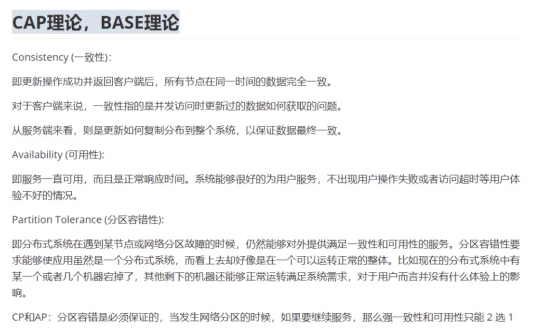 CAP理论，BASE理论
Consistency (一致性):
即更新操作成功并返回客户端后，所有节点在同一时间的数据完全一致。
对于客户端来说，一致性指的是并发访问时更新过的数据如何获取的问题。
从服务端来看，则是更新如何复制分布到整个系统，以保证数据最终一致。
Availability (可用性):
即服务一直可用，而且是正常响应时间。系统能够很好的为用户服务，不出现用户操作失败或者访问超时等用户体
验不好的情况。
Partition Tolerance (分区容错性):
即分布式系统在遇到某节点或网络分区故障的时候，仍然能够对外提供满足一致性和可用性的服务。分区容错性要
求能够使应用虽然是一个分布式系统，而看上去却好像是在一个可以运转正常的整体。比如现在的分布式系统中有
某一个或者几个机器宕掉了，其他剩下的机器还能够正常运转满足系统需求，对于用户而言并没有什么体验上的影
响。
CP和AP：分区容错是必须保证的，当发生网络分区的时候，如果要继续服务，那么强一致性和可用性只能 2 选 1